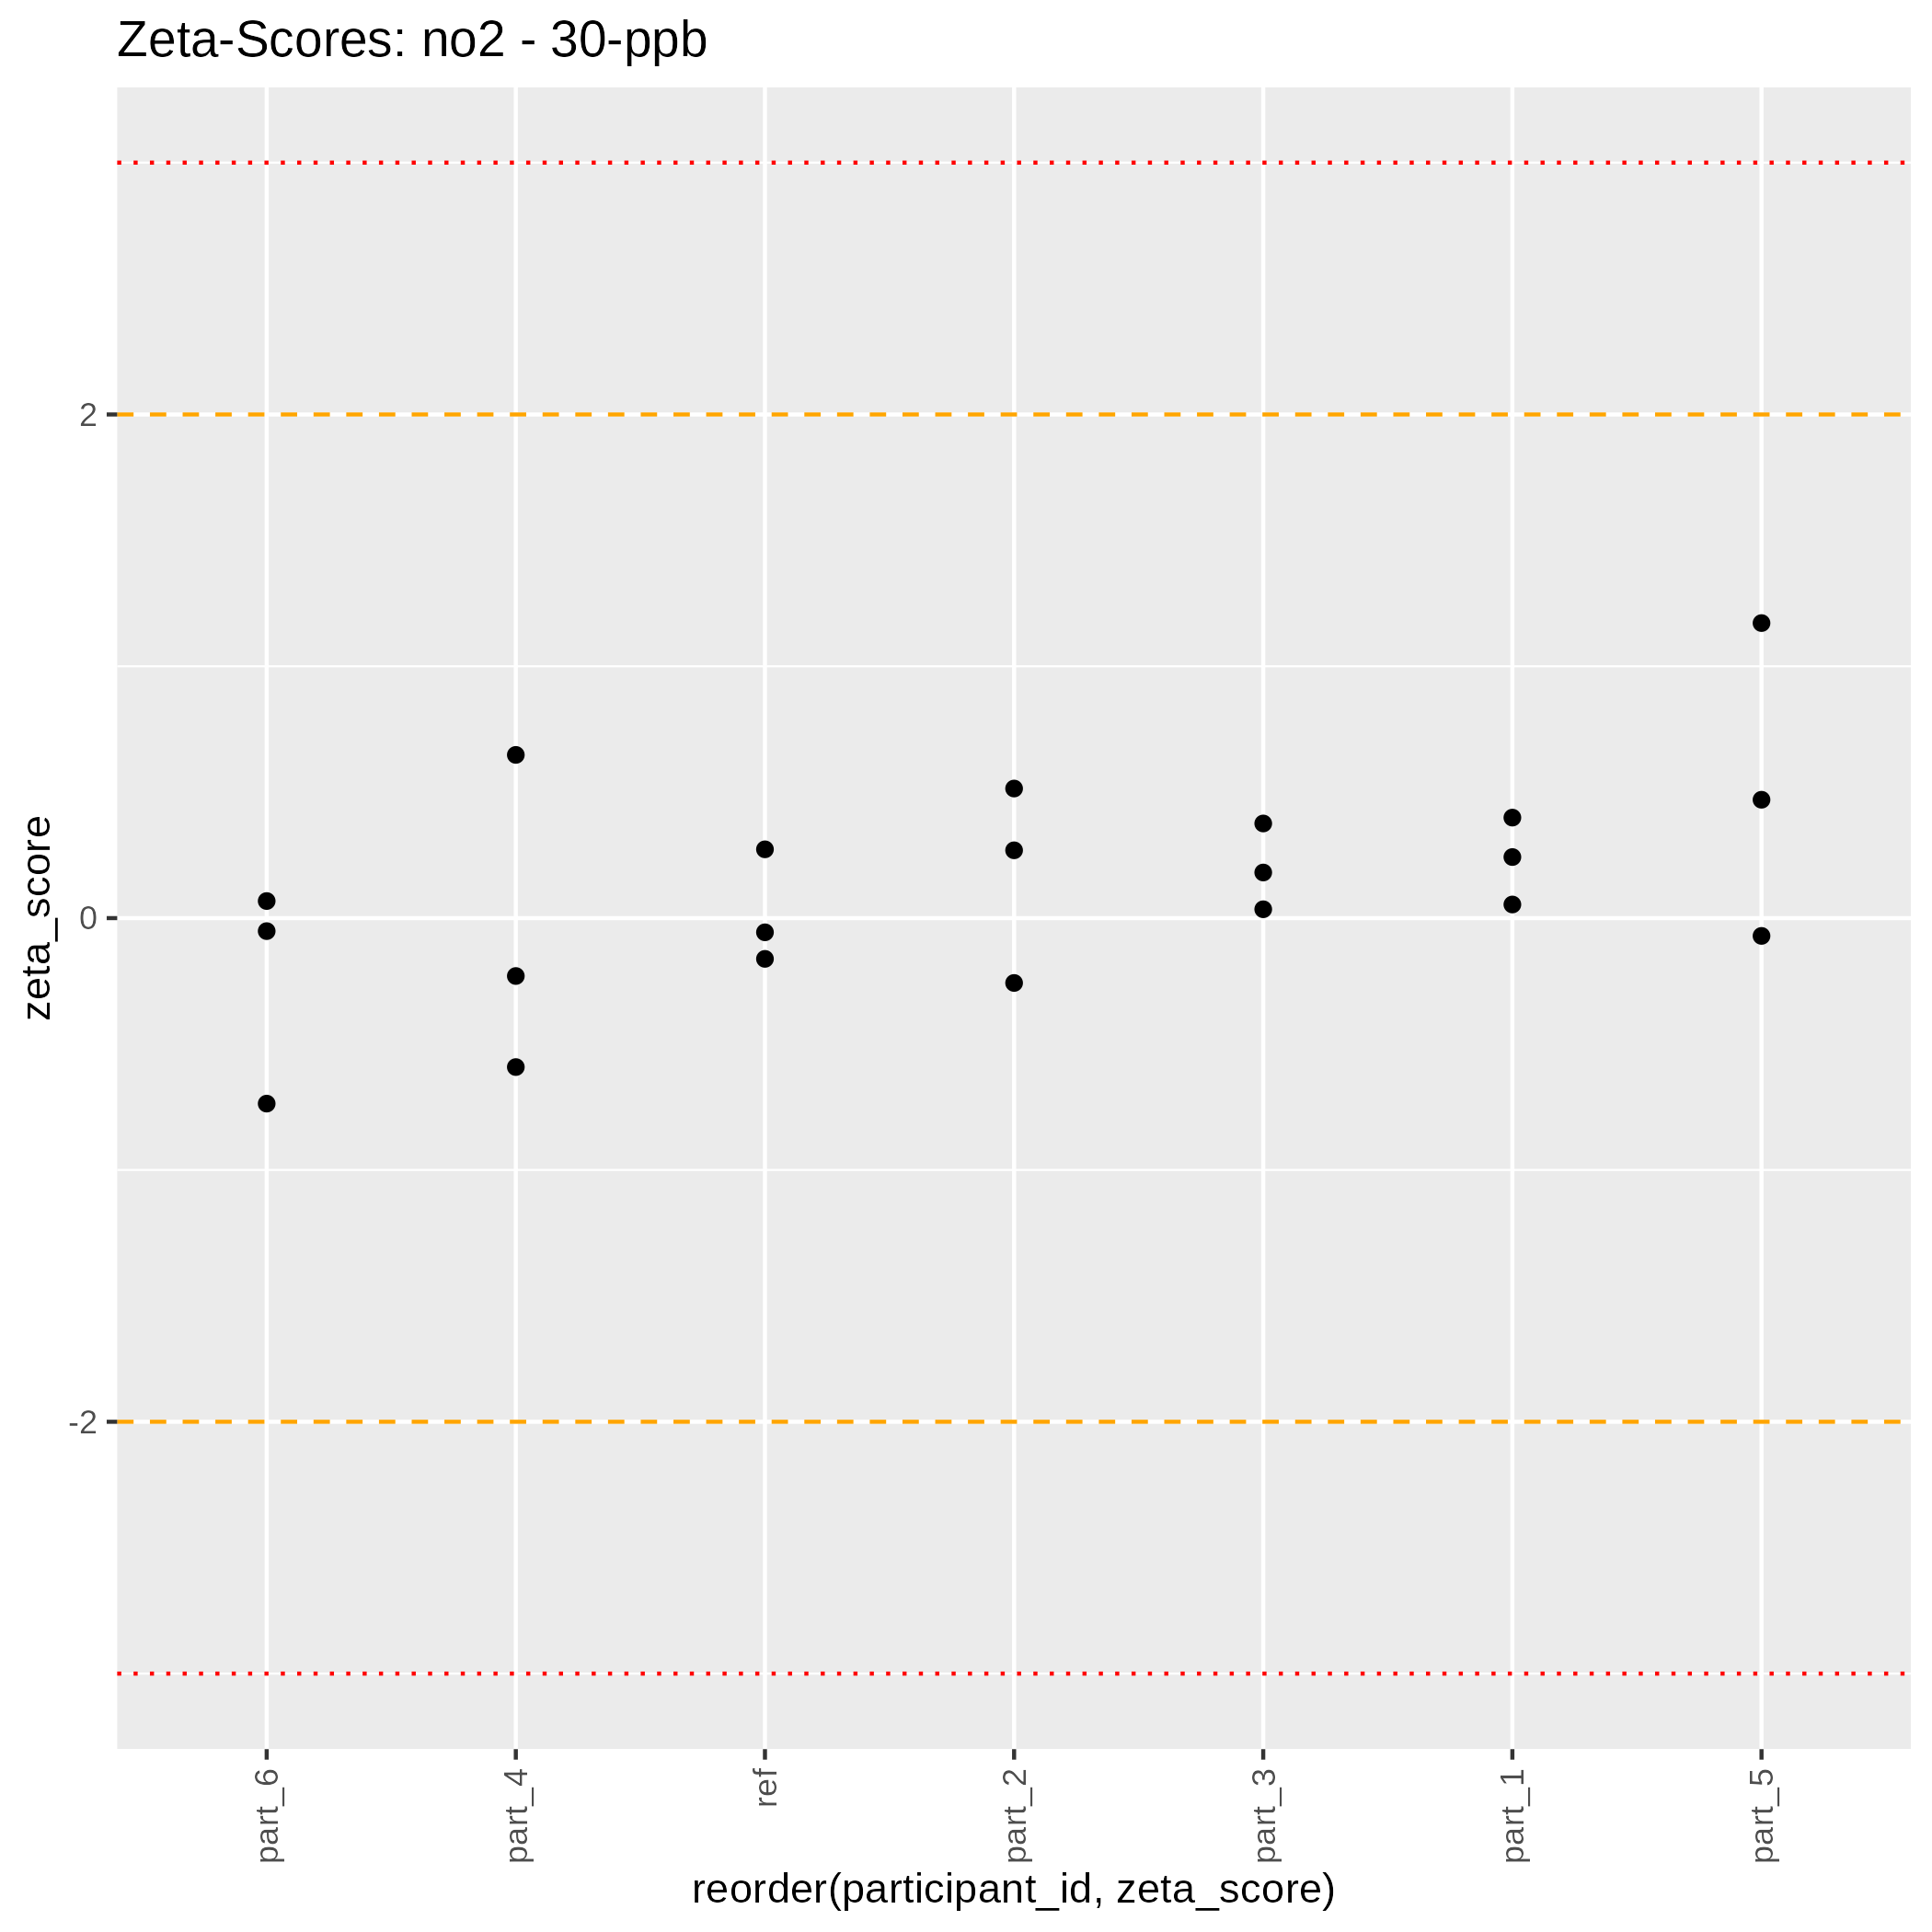 Zeta-Scores: no2 - 30-ppb
zeta_score
2
0
-2
part_6
part_4
ref
part_2
part_3
part_1
part_5
reorder(participant_id, zeta_score)